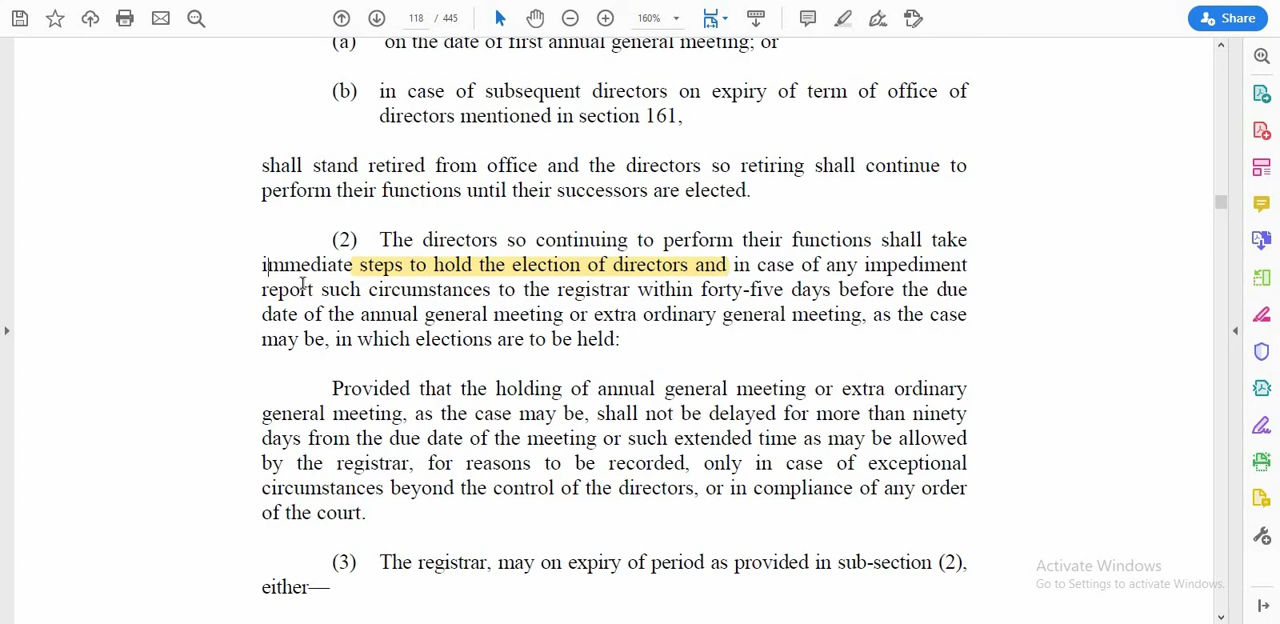 118 / 445
160%
Share
(a) on the date of first annual general meeting; or
(b) in case of subsequent directors on expiry of term of office of
directors mentioned in section 161,
shall stand retired from office and the directors so retiring shall continue to
perform their functions until their successors are elected.
(2) The directors so continuing to perform their functions shall take
immediate steps to hold the election of directors and in case of any impediment
report such circumstances to the registrar within forty-five days before the due
date of the annual general meeting or extra ordinary general meeting, as the case
may be, in which elections are to be held:
Provided that the holding of annual general meeting or extra ordinary
general meeting, as the case may be, shall not be delayed for more than ninety
days from the due date of the meeting or such extended time as may be allowed
by the registrar, for reasons to be recorded, only in case of exceptional
circumstances beyond the control of the directors, or in compliance of any order
of the court.
(3) The registrar, may on expiry of period as provided in sub-section (2),
either—
Activate Windows
Go to Settings to activate Windows.